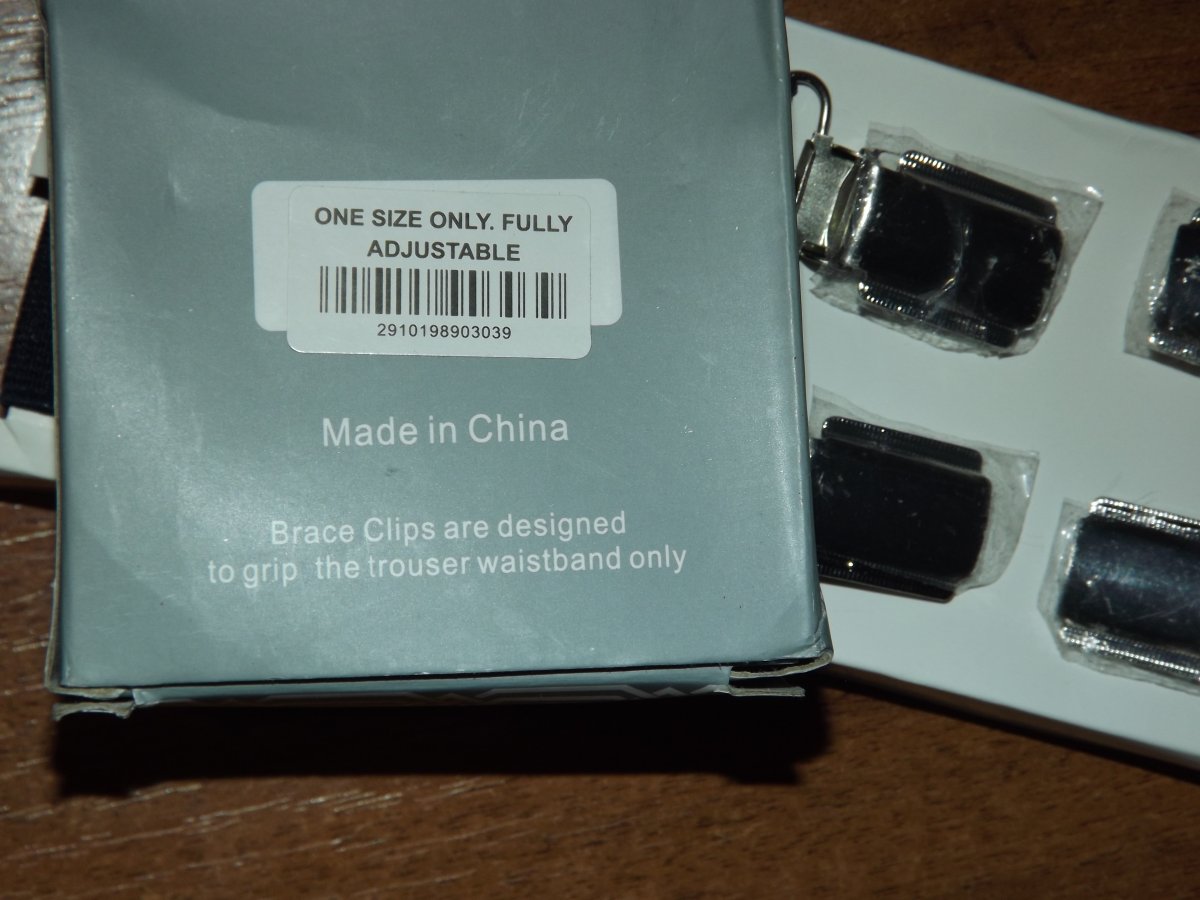 ONE SIZE ONLY. FULLY
ADJUSTABLE
2910198903039
Made in China
Brace Clips are designed
to grip the trouser waistband only